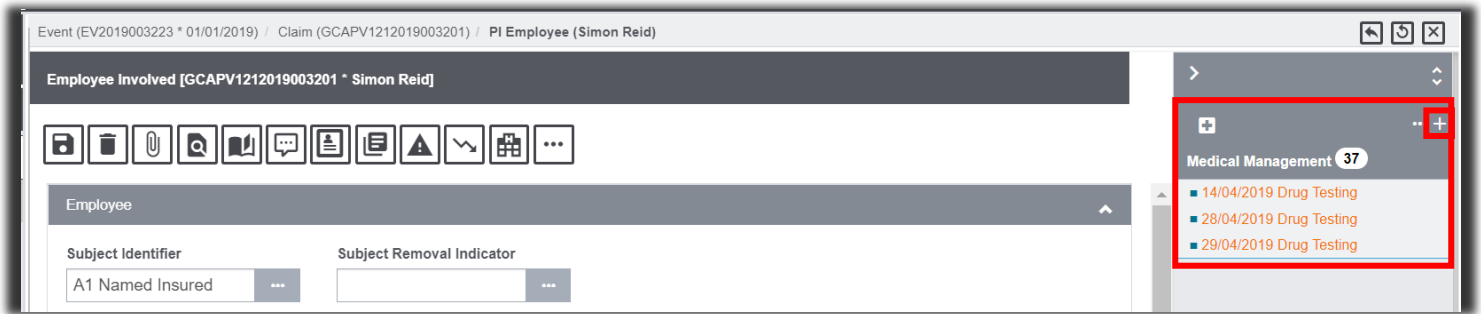 Event (EV2019003223 * 01/01/2019) / Claim (GCAPV1212019003201) / PI Employee (Simon Reid)
Employee Involved [GCAPV1212019003201 * Simon Reid]
Employee
Subject Identifier
Subject Removal Indicator
A1 Named Insured
Medical Management 37
14/04/2019 Drug Testing
28/04/2019 Drug Testing
29/04/2019 Drug Testing